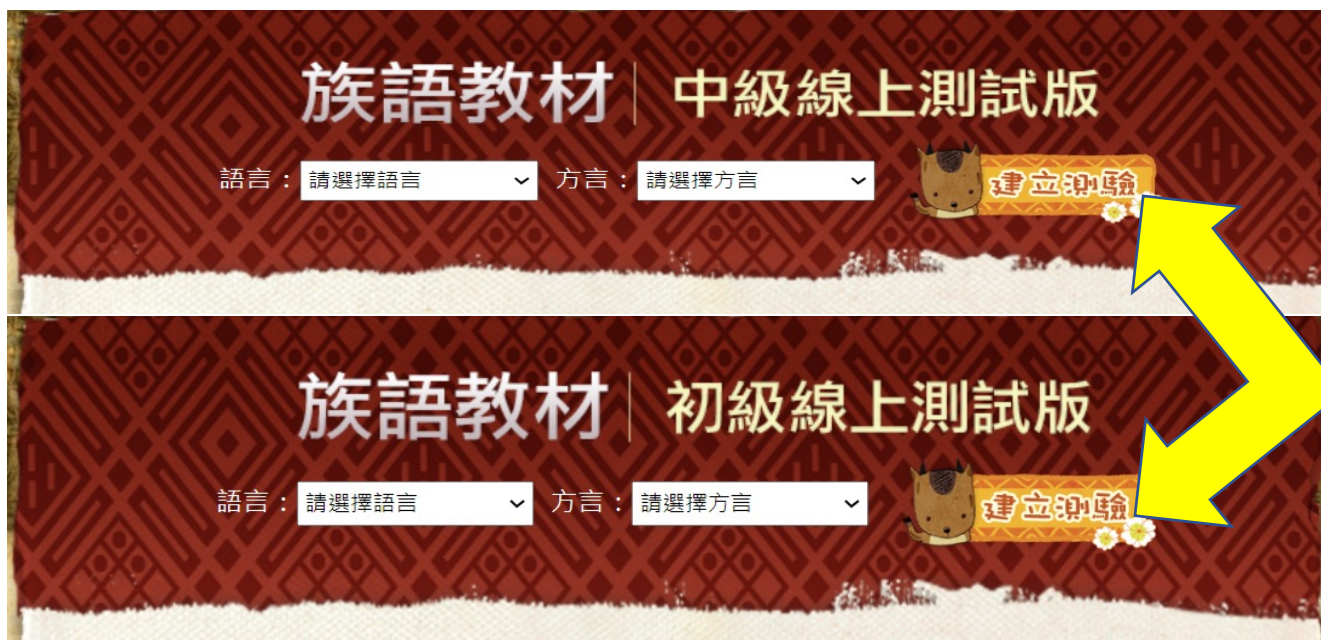 族語教材 中級線上測試版
語言： 請選擇語言 方言： 請選擇方言 建立測驗
族語教材 初級線上測試版
語言： 請選擇語言 方言： 請選擇方言 建立測驗